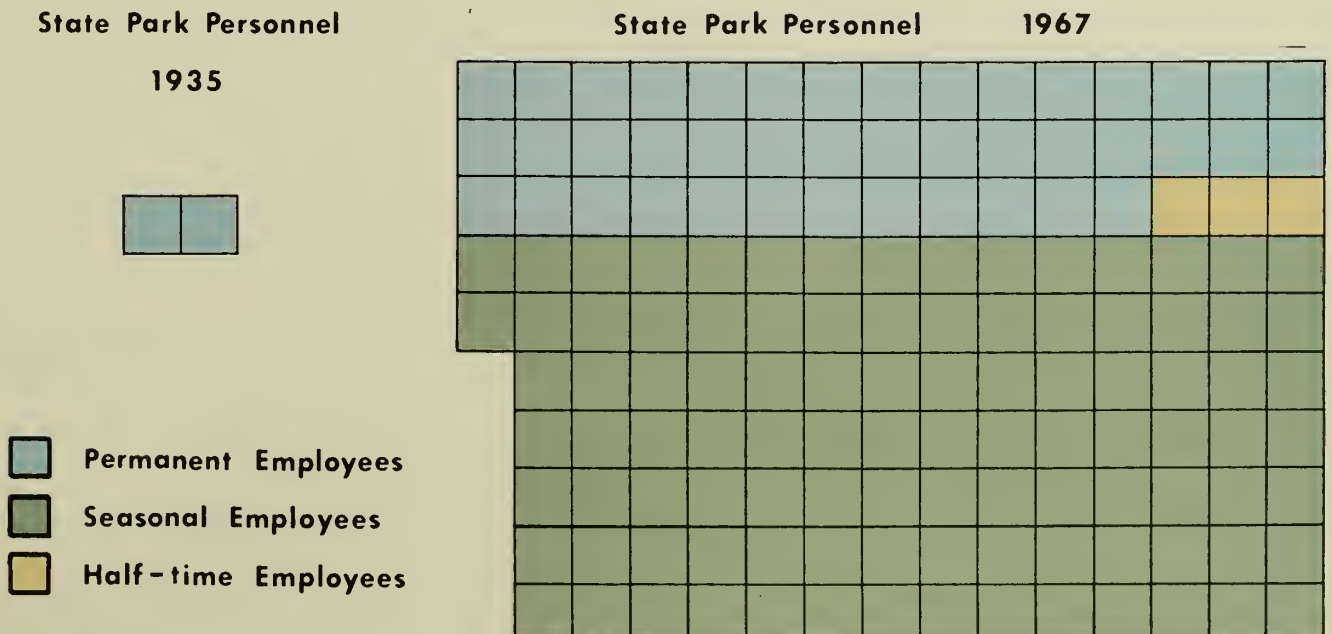 State Park Personnel
1935
State Park Personnel 1967
Permanent Employees
Seasonal Employees
Half-time Employees